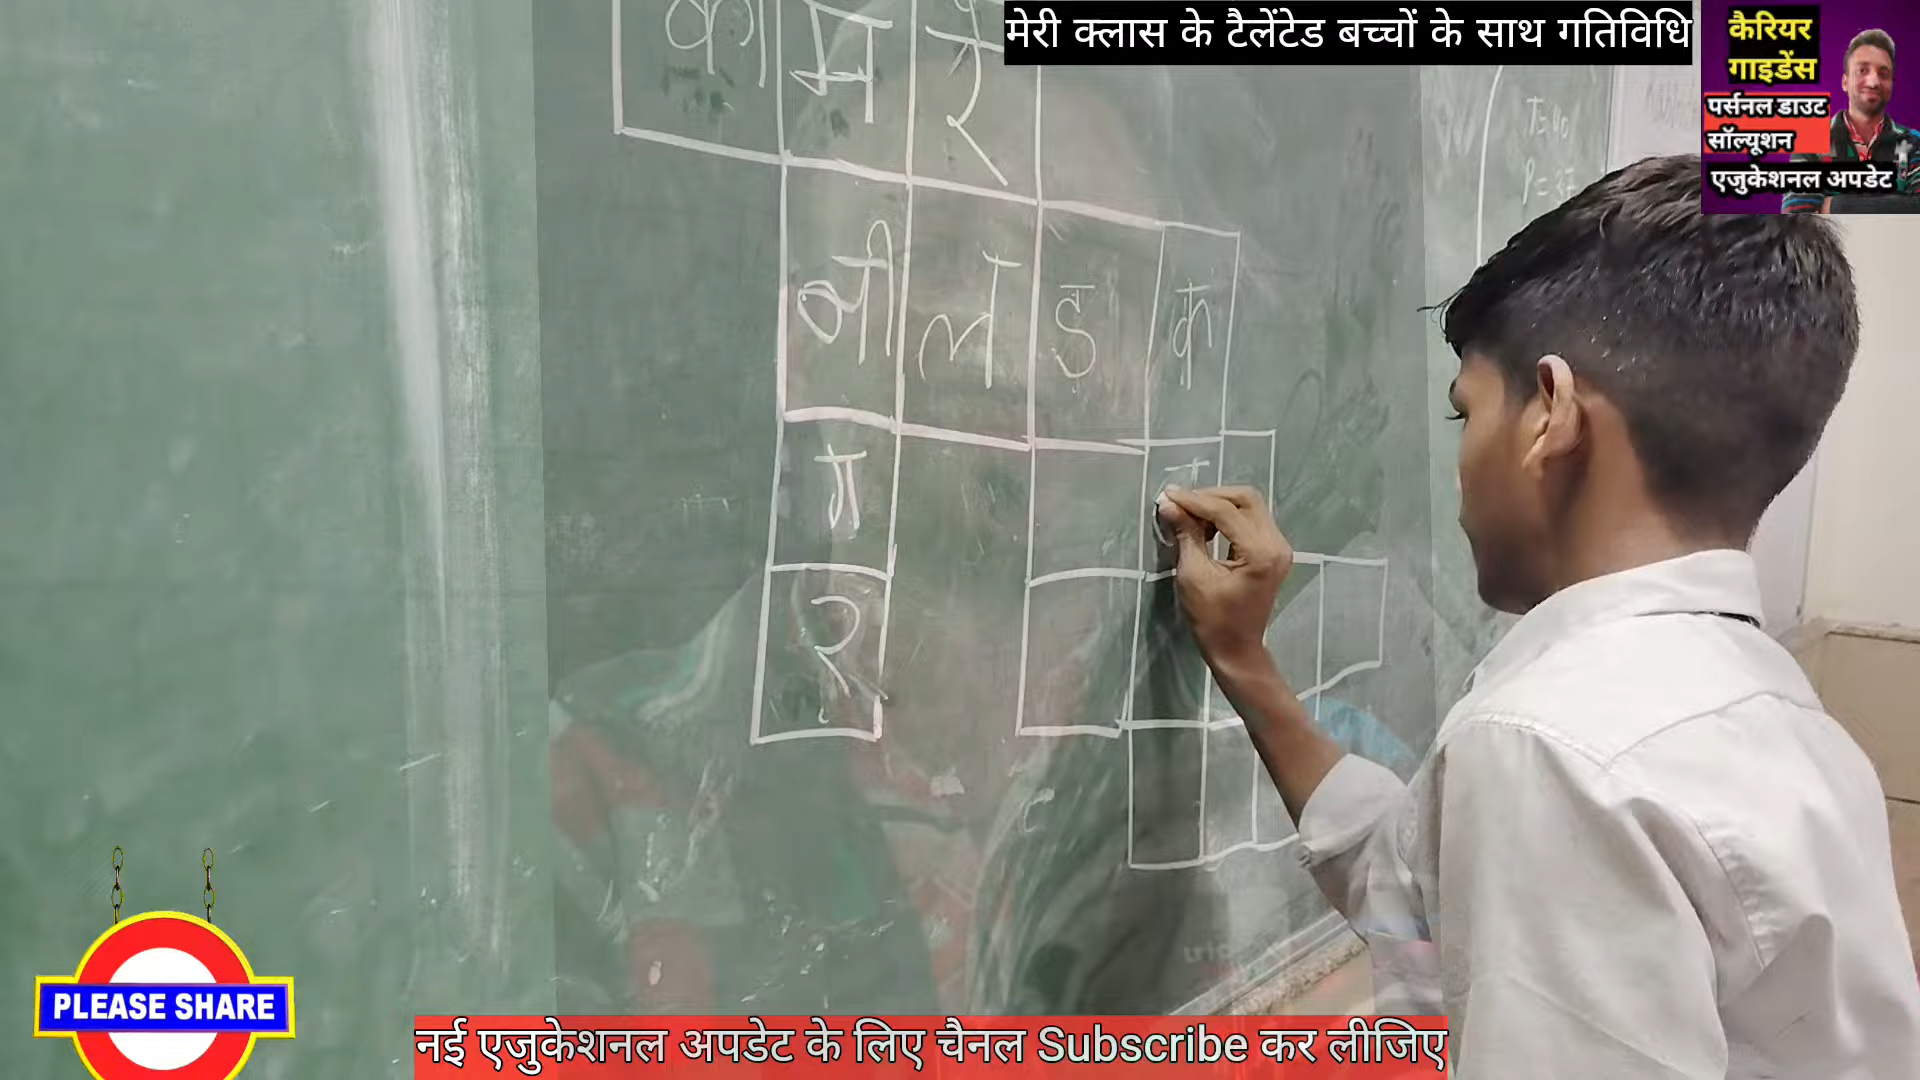 मेरी क्लास के टैलेंटेड बच्चों के साथ गतिविधि
कैरियर
गाइडेंस
पर्सनल डाउट
सॉल्यूशन
एजुकेशनल अपडेट
का म रे
ल ड क
ग
र
PLEASE SHARE
नई एजुकेशनल अपडेट के लिए चैनल Subscribe कर लीजिए